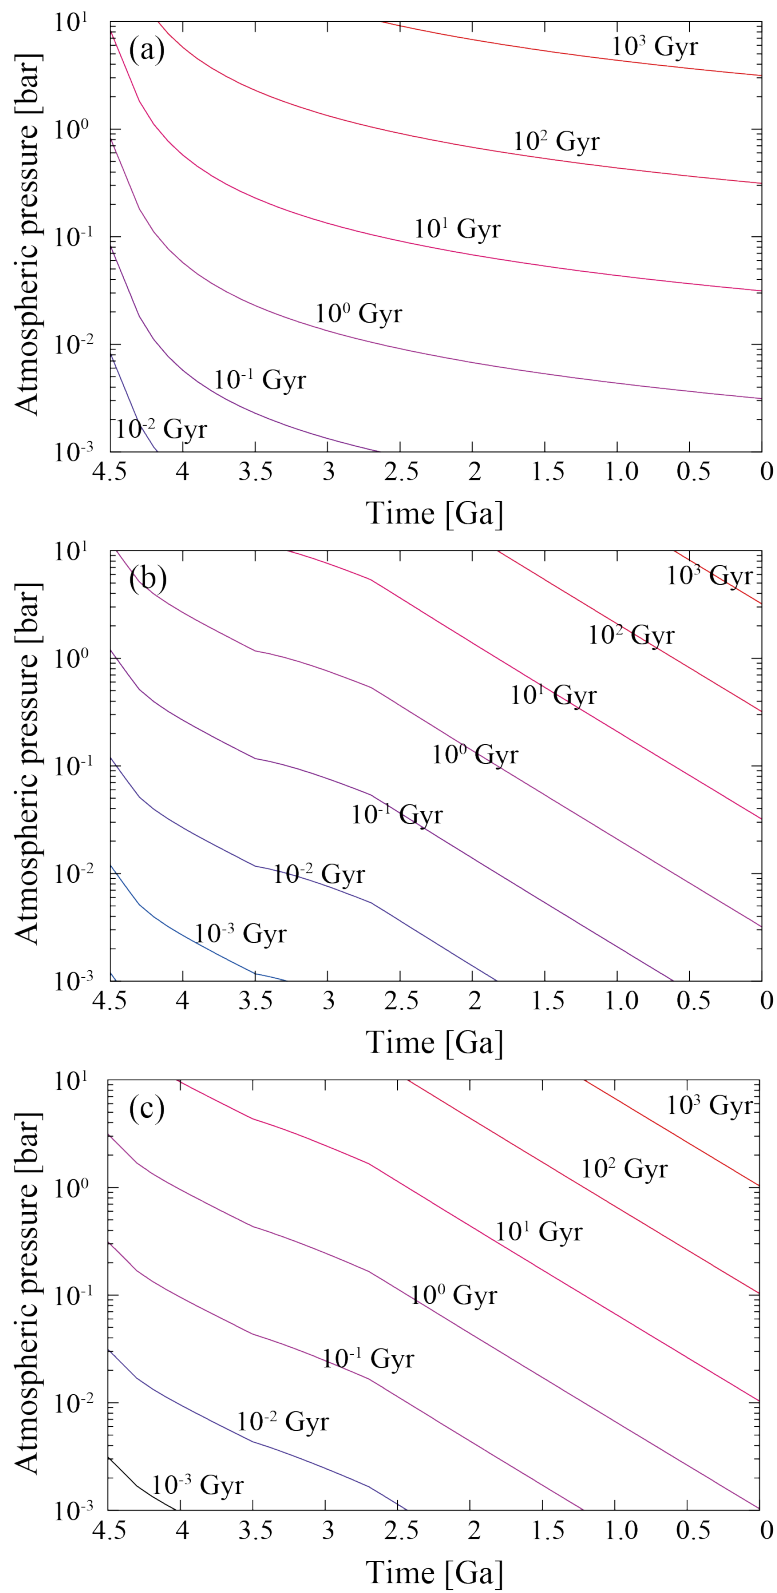 (a)
Atmospheric pressure [bar]
10¹
10⁰
10⁻¹
10⁻²
10⁻³
10³ Gyr
10² Gyr
10¹ Gyr
10⁰ Gyr
10⁻¹ Gyr
10⁻² Gyr
4.5 4 3.5 3 2.5 2 1.5 1.0 0.5 0
Time [Ga]
(b)
Atmospheric pressure [bar]
10¹
10⁰
10⁻¹
10⁻²
10⁻³
10³ Gyr
10² Gyr
10¹ Gyr
10⁰ Gyr
10⁻¹ Gyr
10⁻² Gyr
10⁻³ Gyr
4.5 4 3.5 3 2.5 2 1.5 1.0 0.5 0
Time [Ga]
(c)
Atmospheric pressure [bar]
10¹
10⁰
10⁻¹
10⁻²
10⁻³
10³ Gyr
10² Gyr
10¹ Gyr
10⁰ Gyr
10⁻¹ Gyr
10⁻² Gyr
10⁻³ Gyr
4.5 4 3.5 3 2.5 2 1.5 1.0 0.5 0
Time [Ga]